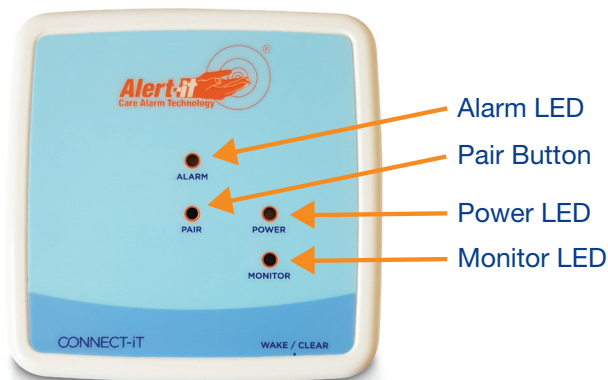 ®
Alert-iT
Care Alarm Technology
ALARM
PAIR
POWER
MONITOR
CONNECT-iT
WAKE / CLEAR
Alarm LED
Pair Button
Power LED
Monitor LED